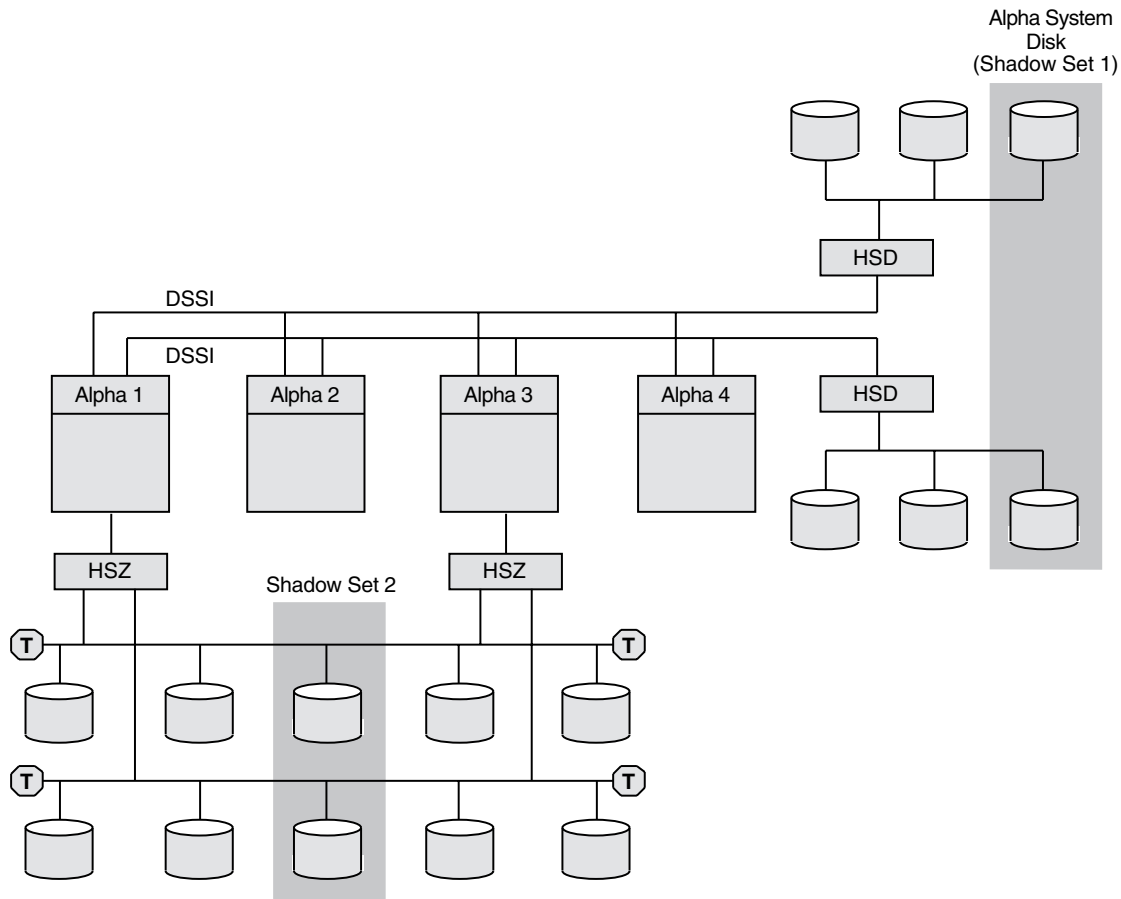 Alpha System
Disk
(Shadow Set 1)
HSD
DSSI
DSSI
Alpha 1
Alpha 2
Alpha 3
Alpha 4
HSD
HSZ
HSZ
Shadow Set 2
T
T
T
T